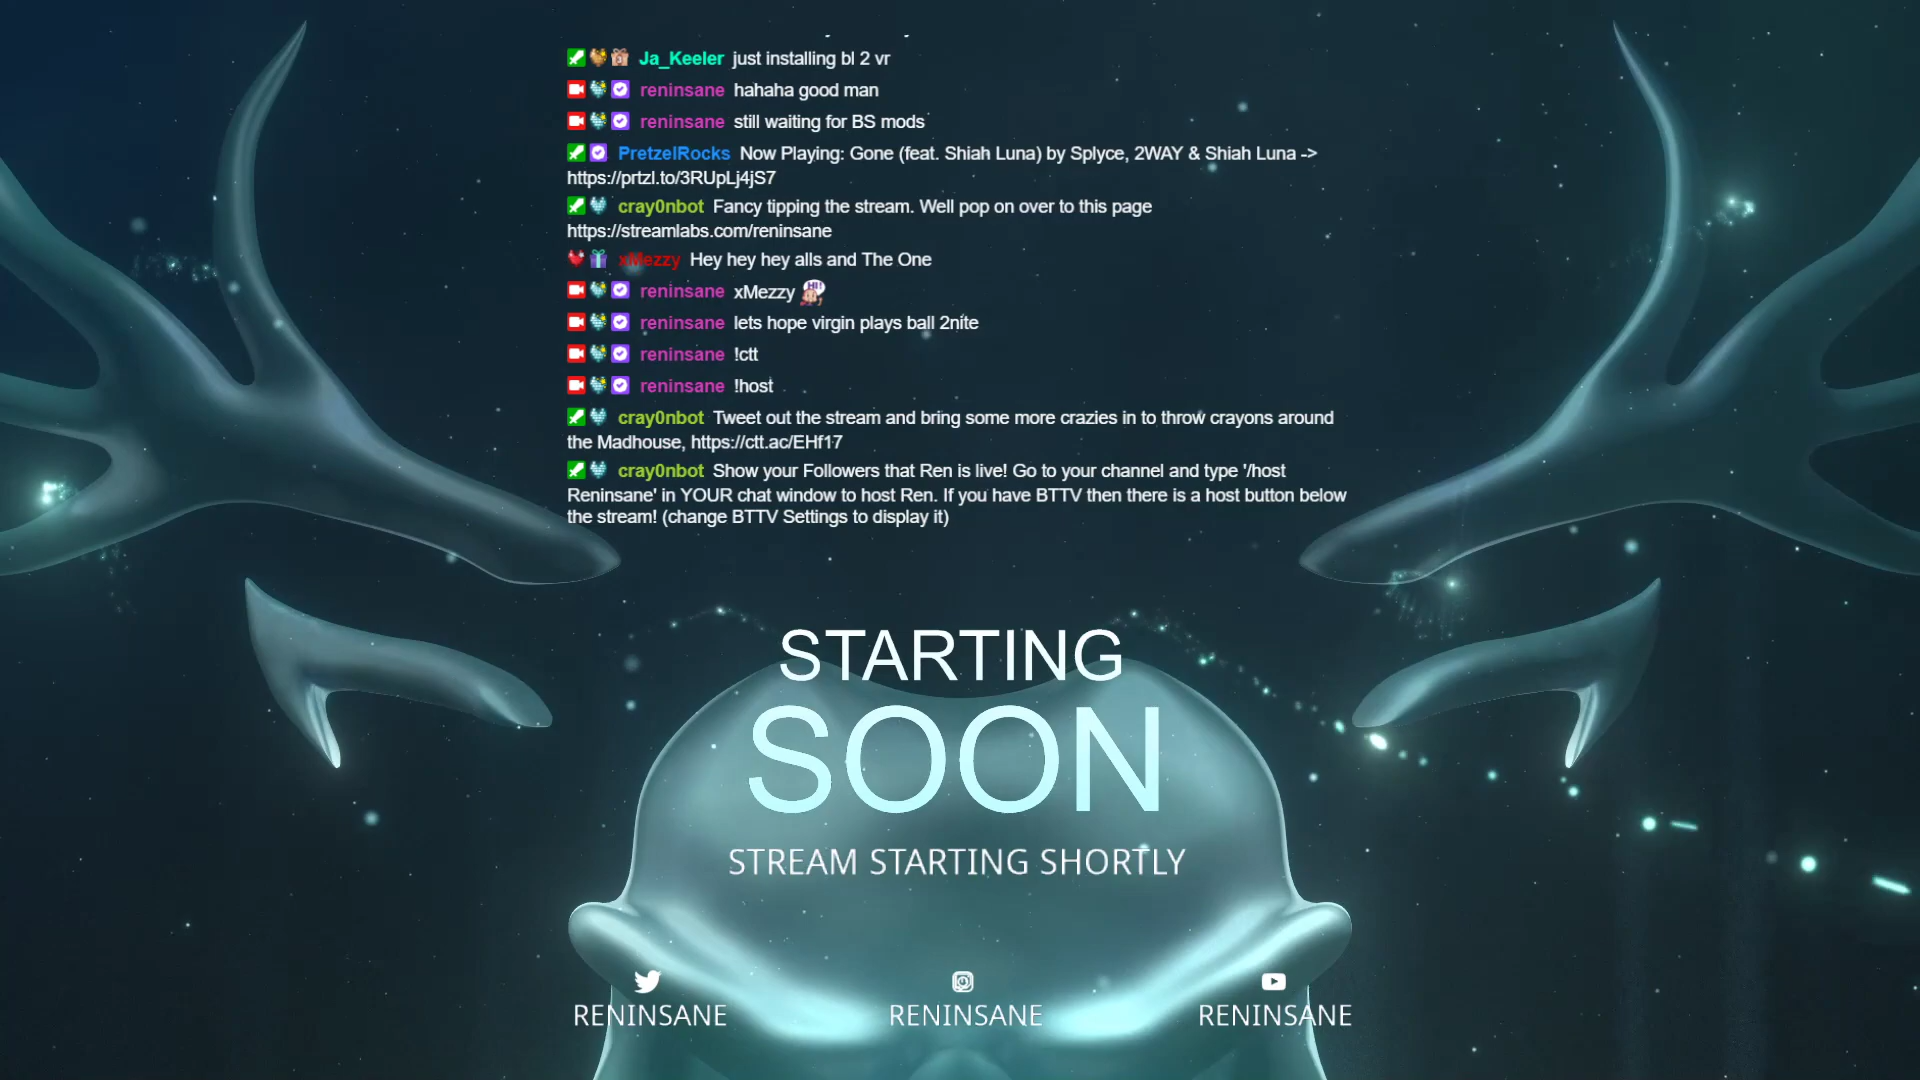 Ja_Keeler just installing bl 2 vr
reninsane hahaha good man
reninsane still waiting for BS mods
PretzelRocks Now Playing: Gone (feat. Shiah Luna) by Splyce, 2WAY & Shiah Luna ->
https://prtzl.to/3RUpLj4jS7
cray0nbot Fancy tipping the stream. Well pop on over to this page
https://streamlabs.com/reninsane
xMezzy Hey hey hey alls and The One
reninsane xMezzy
reninsane lets hope virgin plays ball 2nite
reninsane !ctt
reninsane !host
cray0nbot Tweet out the stream and bring some more crazies in to throw crayons around
the Madhouse, https://ctt.ac/EHf17
cray0nbot Show your Followers that Ren is live! Go to your channel and type '/host
Reninsane' in YOUR chat window to host Ren. If you have BTTV then there is a host button below
the stream! (change BTTV Settings to display it)
STARTING
SOON
STREAM STARTING SHORTLY
RENINSANE RENINSANE RENINSANE